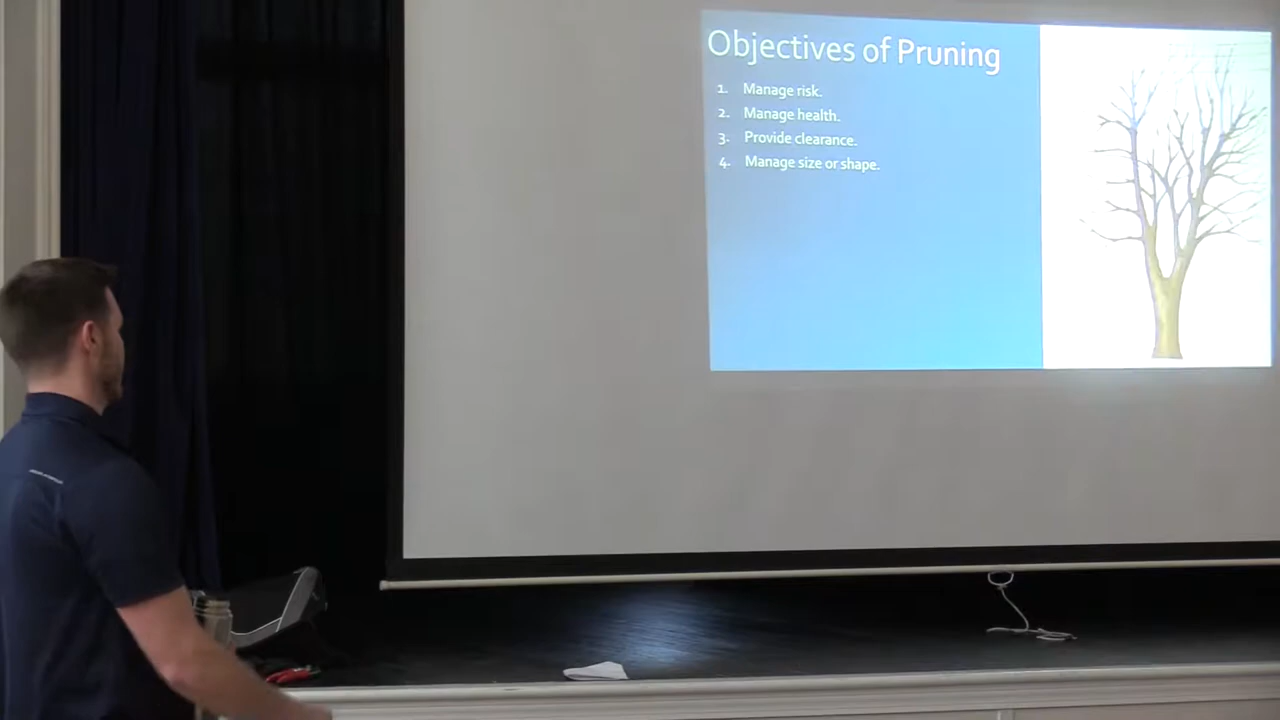 Objectives of Pruning
1. Manage risk.
2. Manage health.
3. Provide clearance.
4. Manage size or shape.